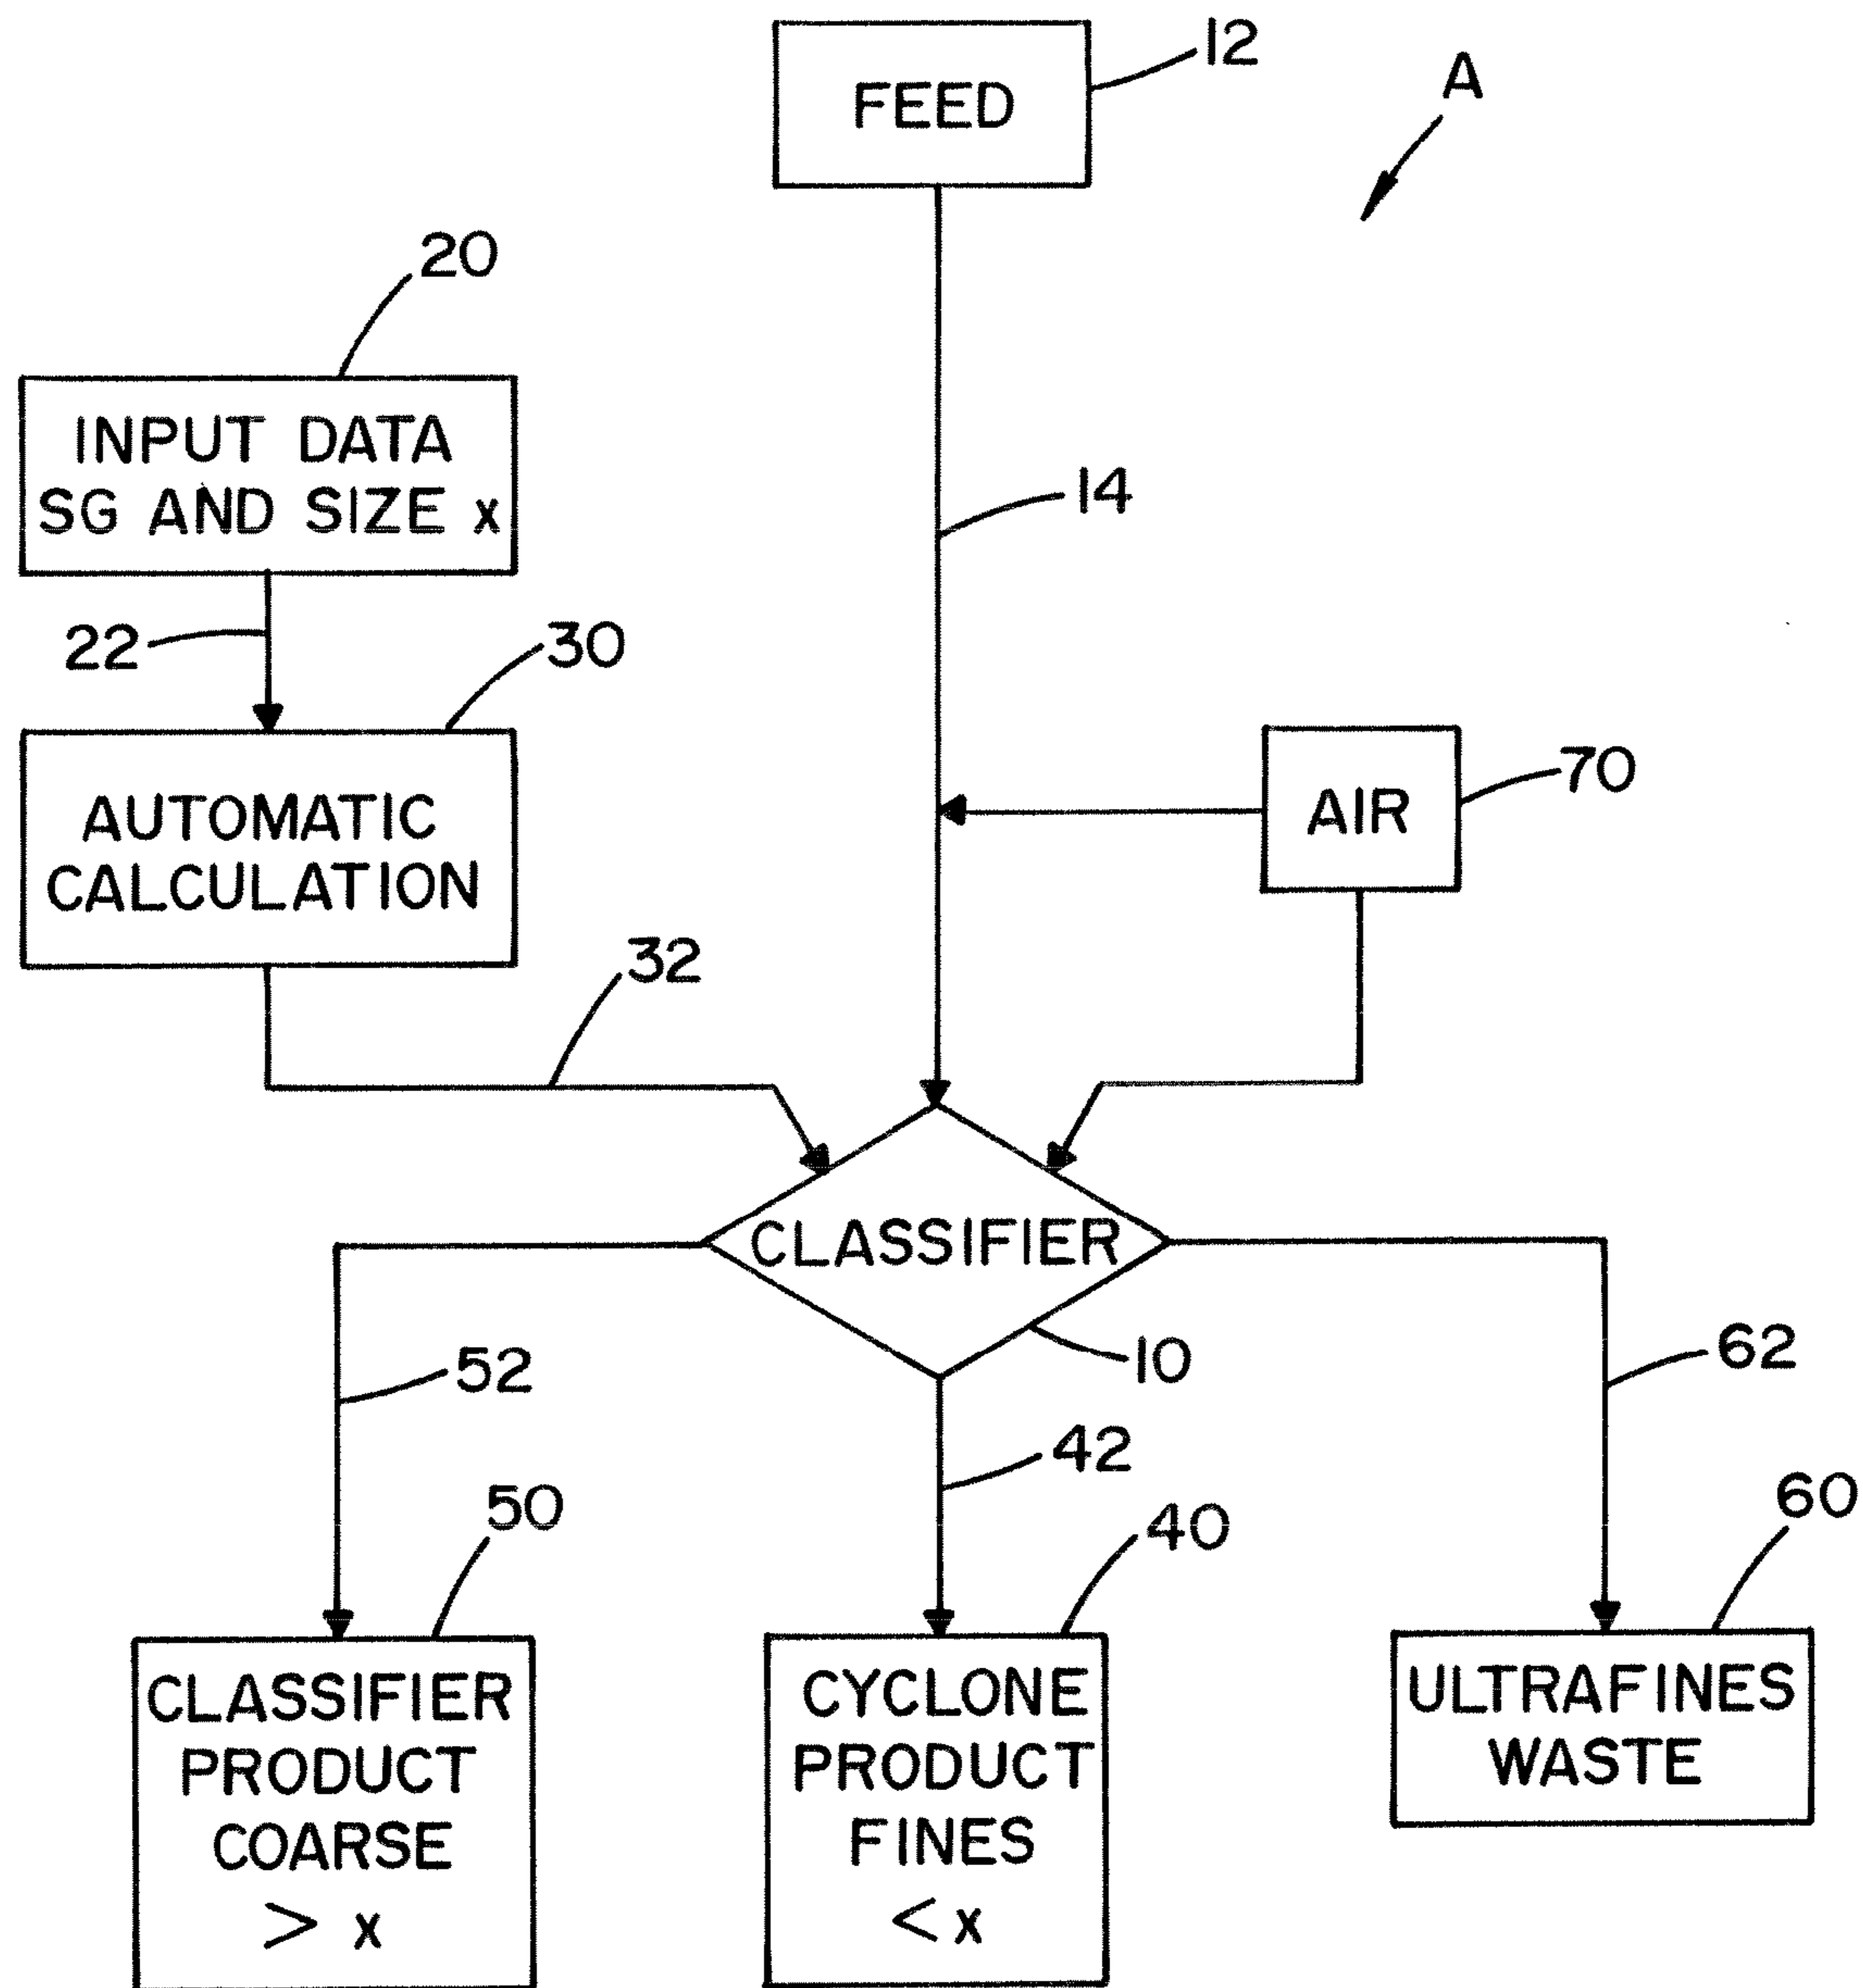 12
FEED
A
20
INPUT DATA
SG AND SIZE x
14
22
30
AUTOMATIC
CALCULATION
70
AIR
32
CLASSIFIER
10
52
62
42
50
40
60
CLASSIFIER
PRODUCT
COARSE
> x
CYCLONE
PRODUCT
FINES
< x
ULTRAFINES
WASTE